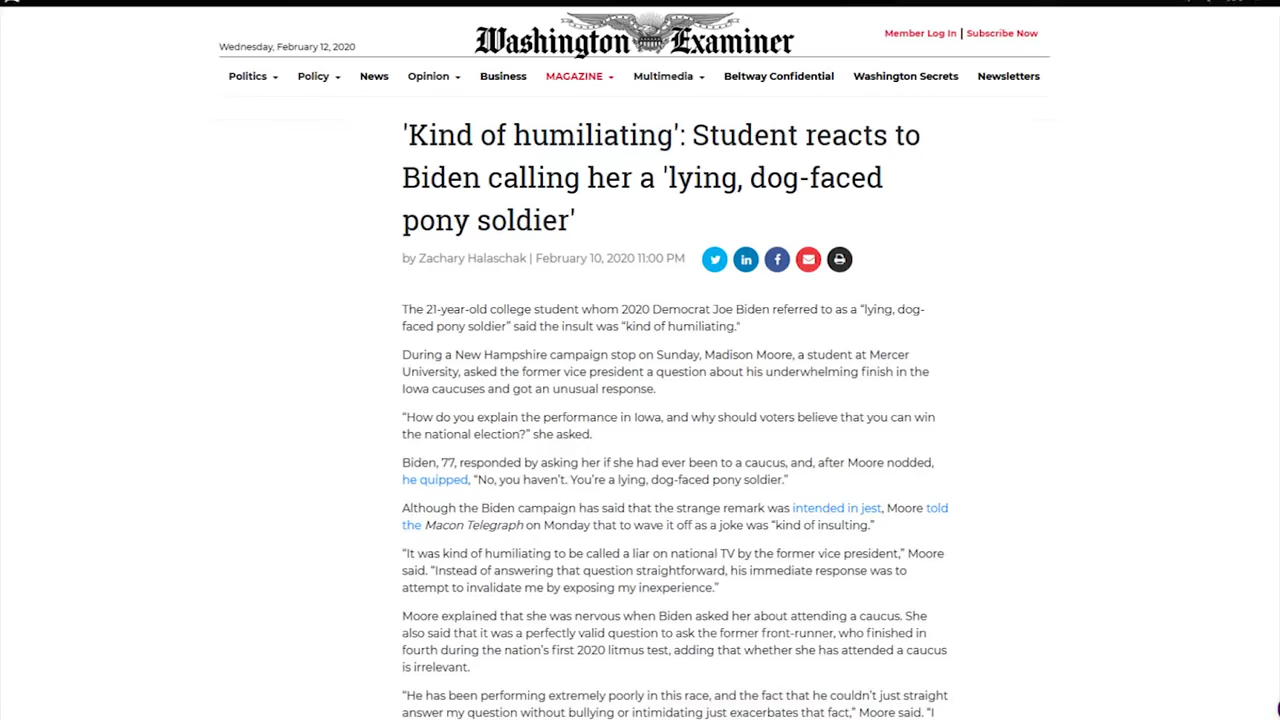 Wednesday, February 12, 2020
Washington Examiner
Member Log In | Subscribe Now
Politics Policy News Opinion Business MAGAZINE Multimedia Beltway Confidential Washington Secrets Newsletters
'Kind of humiliating': Student reacts to
Biden calling her a 'lying, dog-faced
pony soldier'
by Zachary Halaschak | February 10, 2020 11:00 PM
The 21-year-old college student whom 2020 Democrat Joe Biden referred to as a “lying, dog-
faced pony soldier” said the insult was “kind of humiliating."
During a New Hampshire campaign stop on Sunday, Madison Moore, a student at Mercer
University, asked the former vice president a question about his underwhelming finish in the
Iowa caucuses and got an unusual response.
“How do you explain the performance in Iowa, and why should voters believe that you can win
the national election?” she asked.
Biden, 77, responded by asking her if she had ever been to a caucus, and, after Moore nodded,
he quipped, “No, you haven’t. You’re a lying, dog-faced pony soldier.”
Although the Biden campaign has said that the strange remark was intended in jest, Moore told
the Macon Telegraph on Monday that to wave it off as a joke was “kind of insulting.”
“It was kind of humiliating to be called a liar on national TV by the former vice president,” Moore
said. “Instead of answering that question straightforward, his immediate response was to
attempt to invalidate me by exposing my inexperience.”
Moore explained that she was nervous when Biden asked her about attending a caucus. She
also said that it was a perfectly valid question to ask the former front-runner, who finished in
fourth during the nation’s first 2020 litmus test, adding that whether she has attended a caucus
is irrelevant.
“He has been performing extremely poorly in this race, and the fact that he couldn’t just straight
answer my question without bullying or intimidating just exacerbates that fact,” Moore said. “I